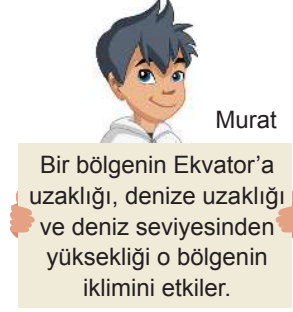 Murat
Bir bölgenin Ekvator’a
uzaklığı, denize uzaklığı
ve deniz seviyesinden
yüksekliği o bölgenin
iklimini etkiler.